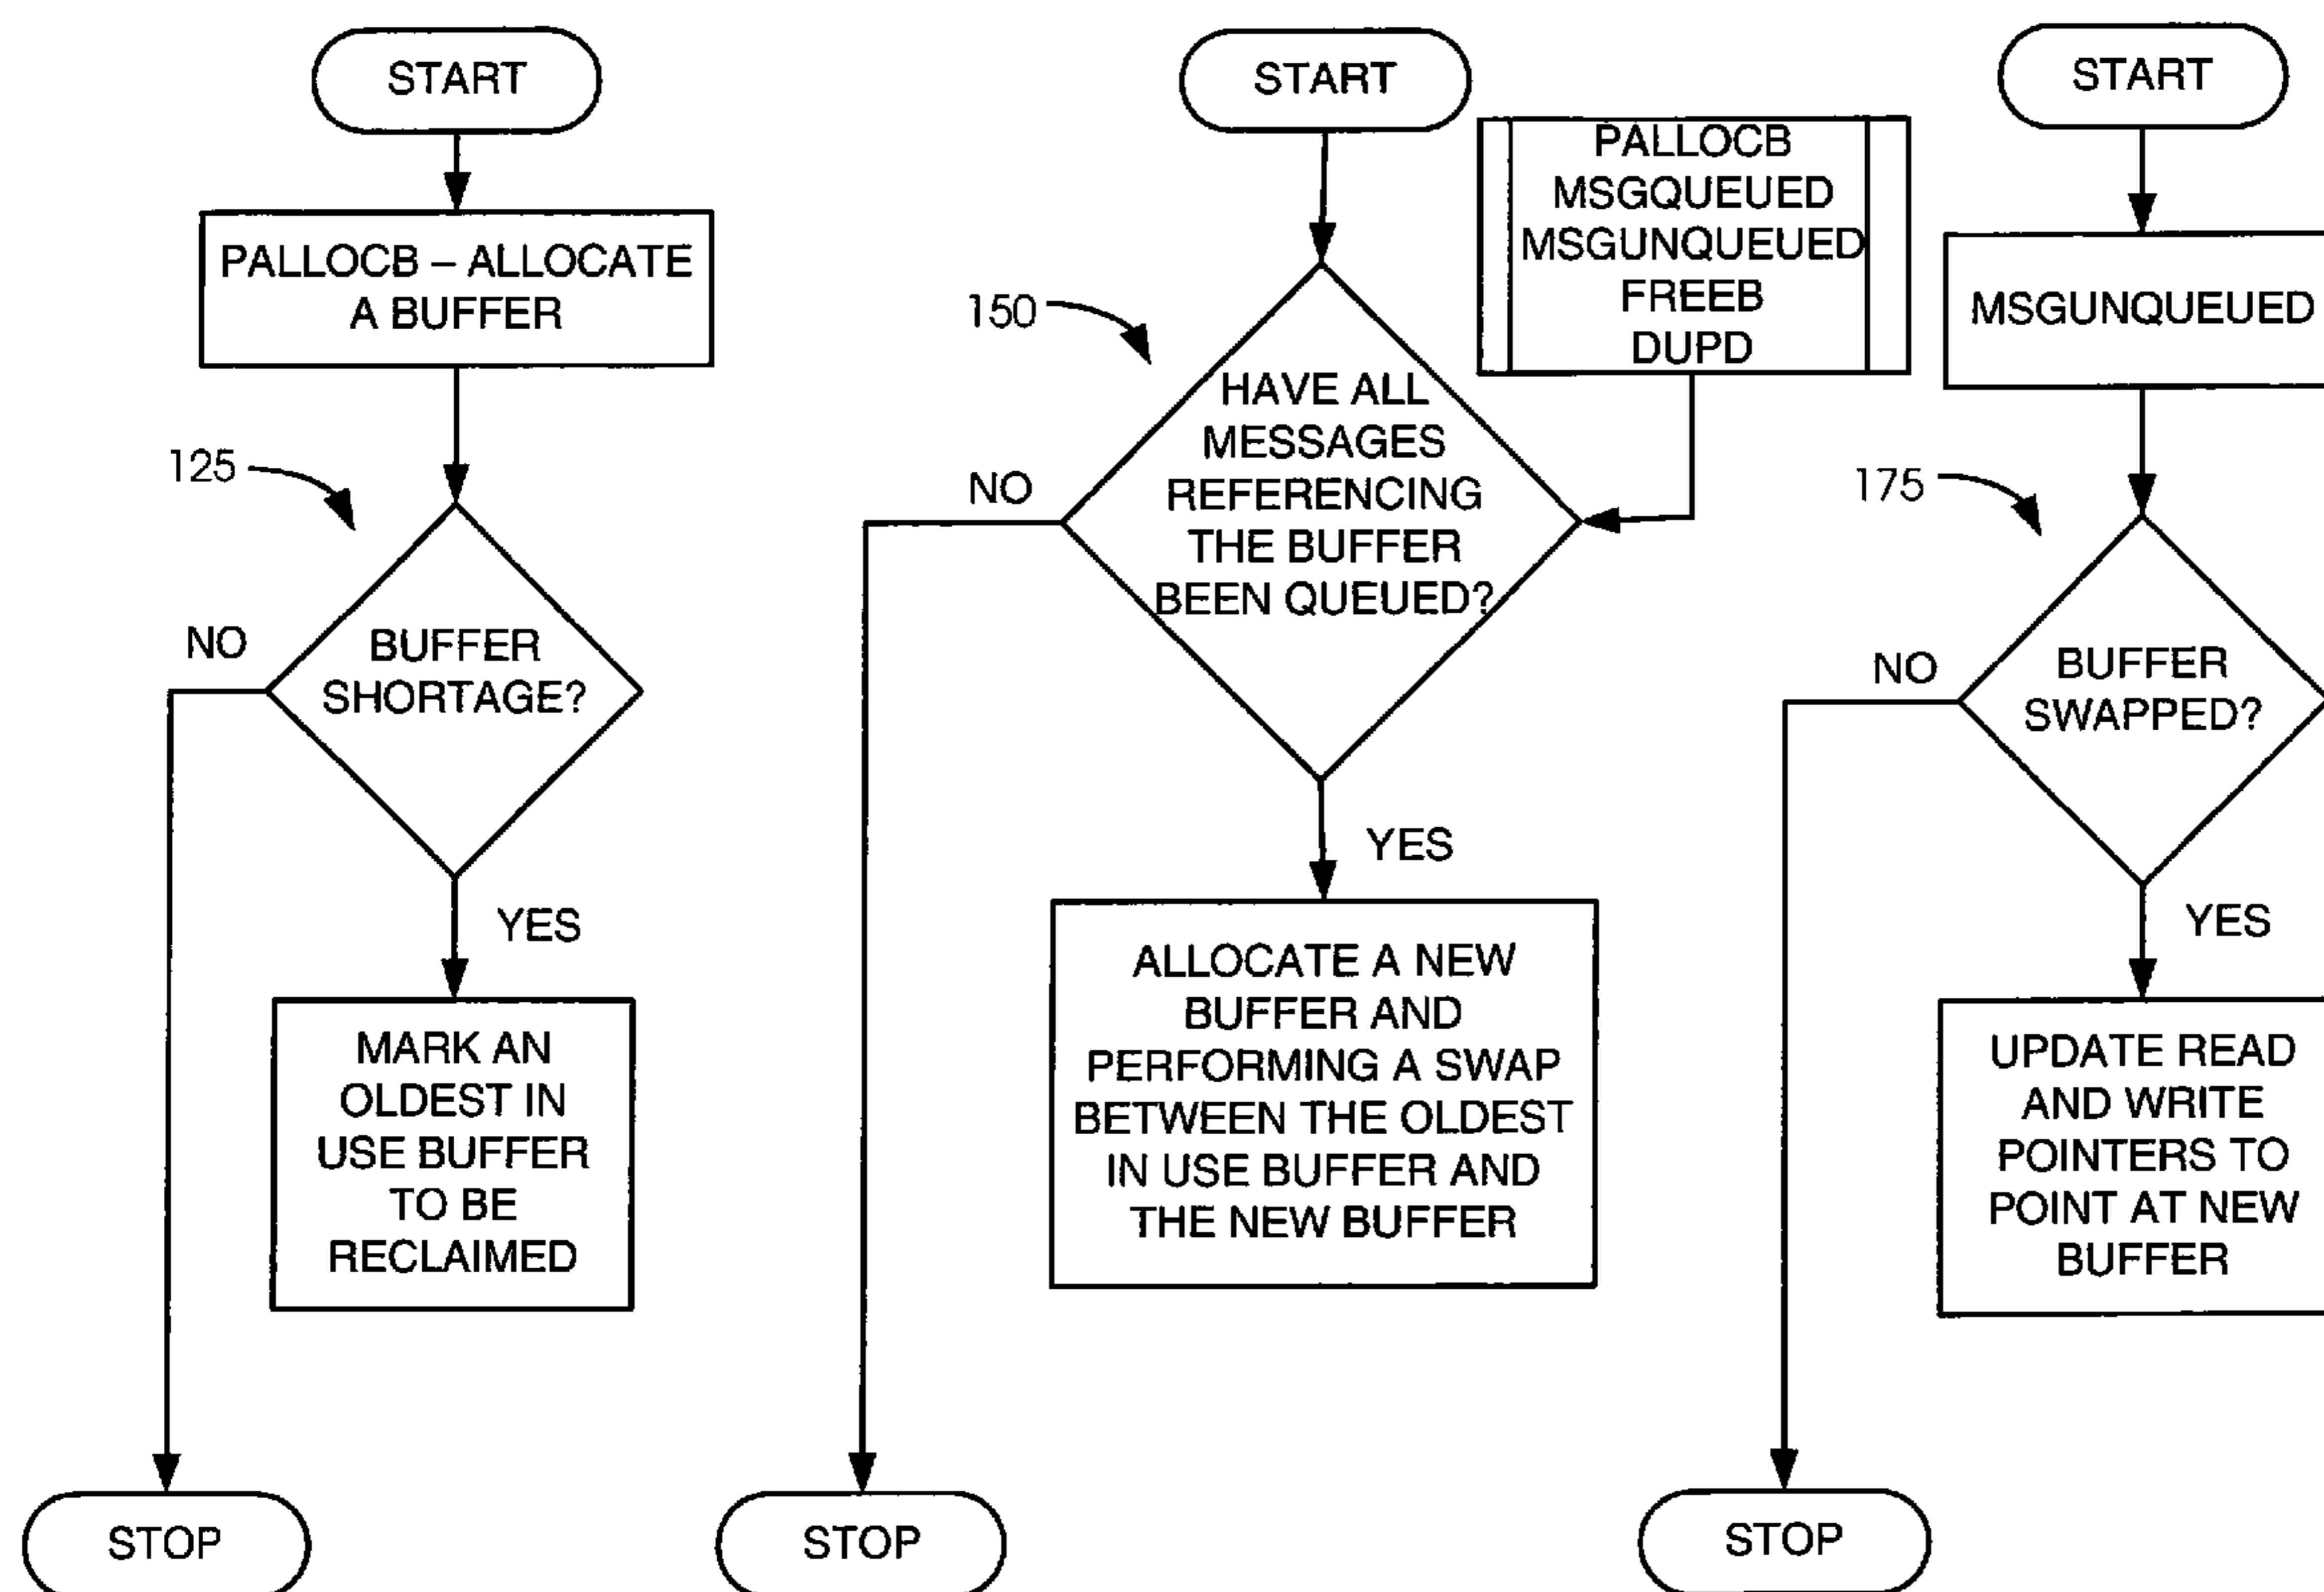 START
PALLOCB – ALLOCATE
A BUFFER
125
NO
BUFFER
SHORTAGE?
YES
MARK AN
OLDEST IN
USE BUFFER
TO BE
RECLAIMED
STOP
START
PALLOCB
MSGQUEUED
MSGUNQUEUED
FREEB
DUPD
150
HAVE ALL
MESSAGES
REFERENCING
THE BUFFER
BEEN QUEUED?
NO
YES
ALLOCATE A NEW
BUFFER AND
PERFORMING A SWAP
BETWEEN THE OLDEST
IN USE BUFFER AND
THE NEW BUFFER
STOP
START
MSGUNQUEUED
175
NO
BUFFER
SWAPPED?
YES
UPDATE READ
AND WRITE
POINTERS TO
POINT AT NEW
BUFFER
STOP